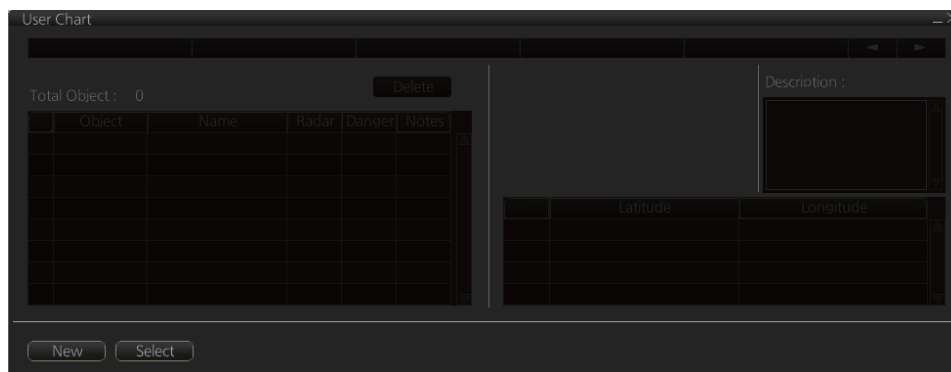 User Chart
Description :
Total Object : 0 Delete
Object Name Radar Danger Notes
Latitude Longitude
New Select